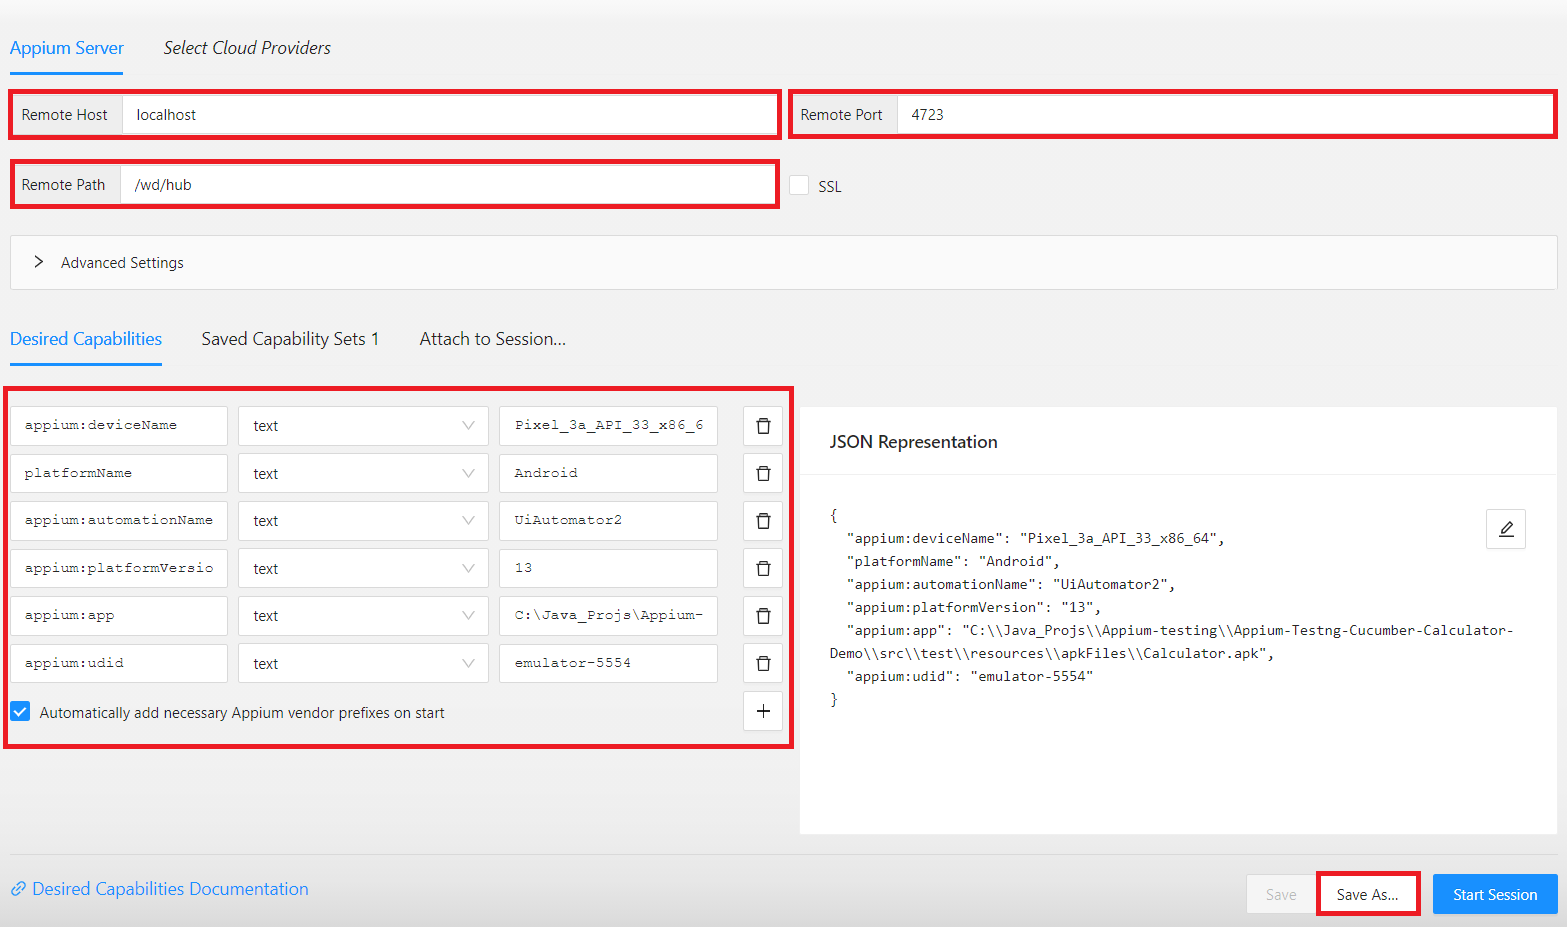 Appium Server Select Cloud Providers
Remote Host localhost Remote Port 4723
Remote Path /wd/hub SSL
Advanced Settings
Desired Capabilities Saved Capability Sets 1 Attach to Session...
appium:deviceName text Pixel_3a_API_33_x86_6
platformName text Android
appium:automationName text UiAutomator2
appium:platformVersio text 13
appium:app text C:\Java_Projs\Appium-
appium:udid text emulator-5554
Automatically add necessary Appium vendor prefixes on start
JSON Representation
{
"appium:deviceName": "Pixel_3a_API_33_x86_64",
"platformName": "Android",
"appium:automationName": "UiAutomator2",
"appium:platformVersion": "13",
"appium:app": "C:\\Java_Projs\\Appium-testing\\Appium-Testng-Cucumber-Calculator-
Demo\\src\\test\\resources\\apkFiles\\Calculator.apk",
"appium:udid": "emulator-5554"
}
Desired Capabilities Documentation
Save Save As... Start Session